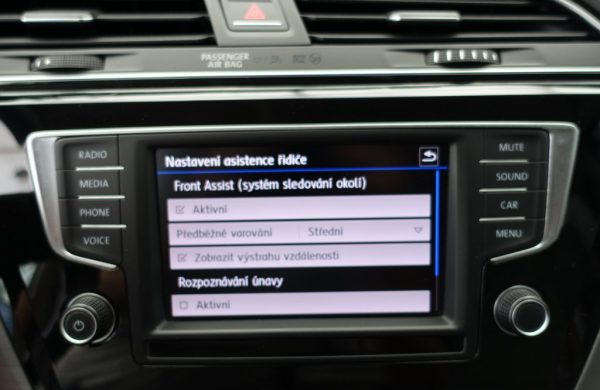 PASSENGER
AIR BAG
RADIO
MEDIA
PHONE
VOICE
MUTE
SOUND
CAR
MENU
Nastavení asistence řidiče
Front Assist (systém sledování okolí)
Aktivní
Předběžné varování Střední
Zobrazit výstrahu vzdálenosti
Rozpoznávání únavy
Aktivní